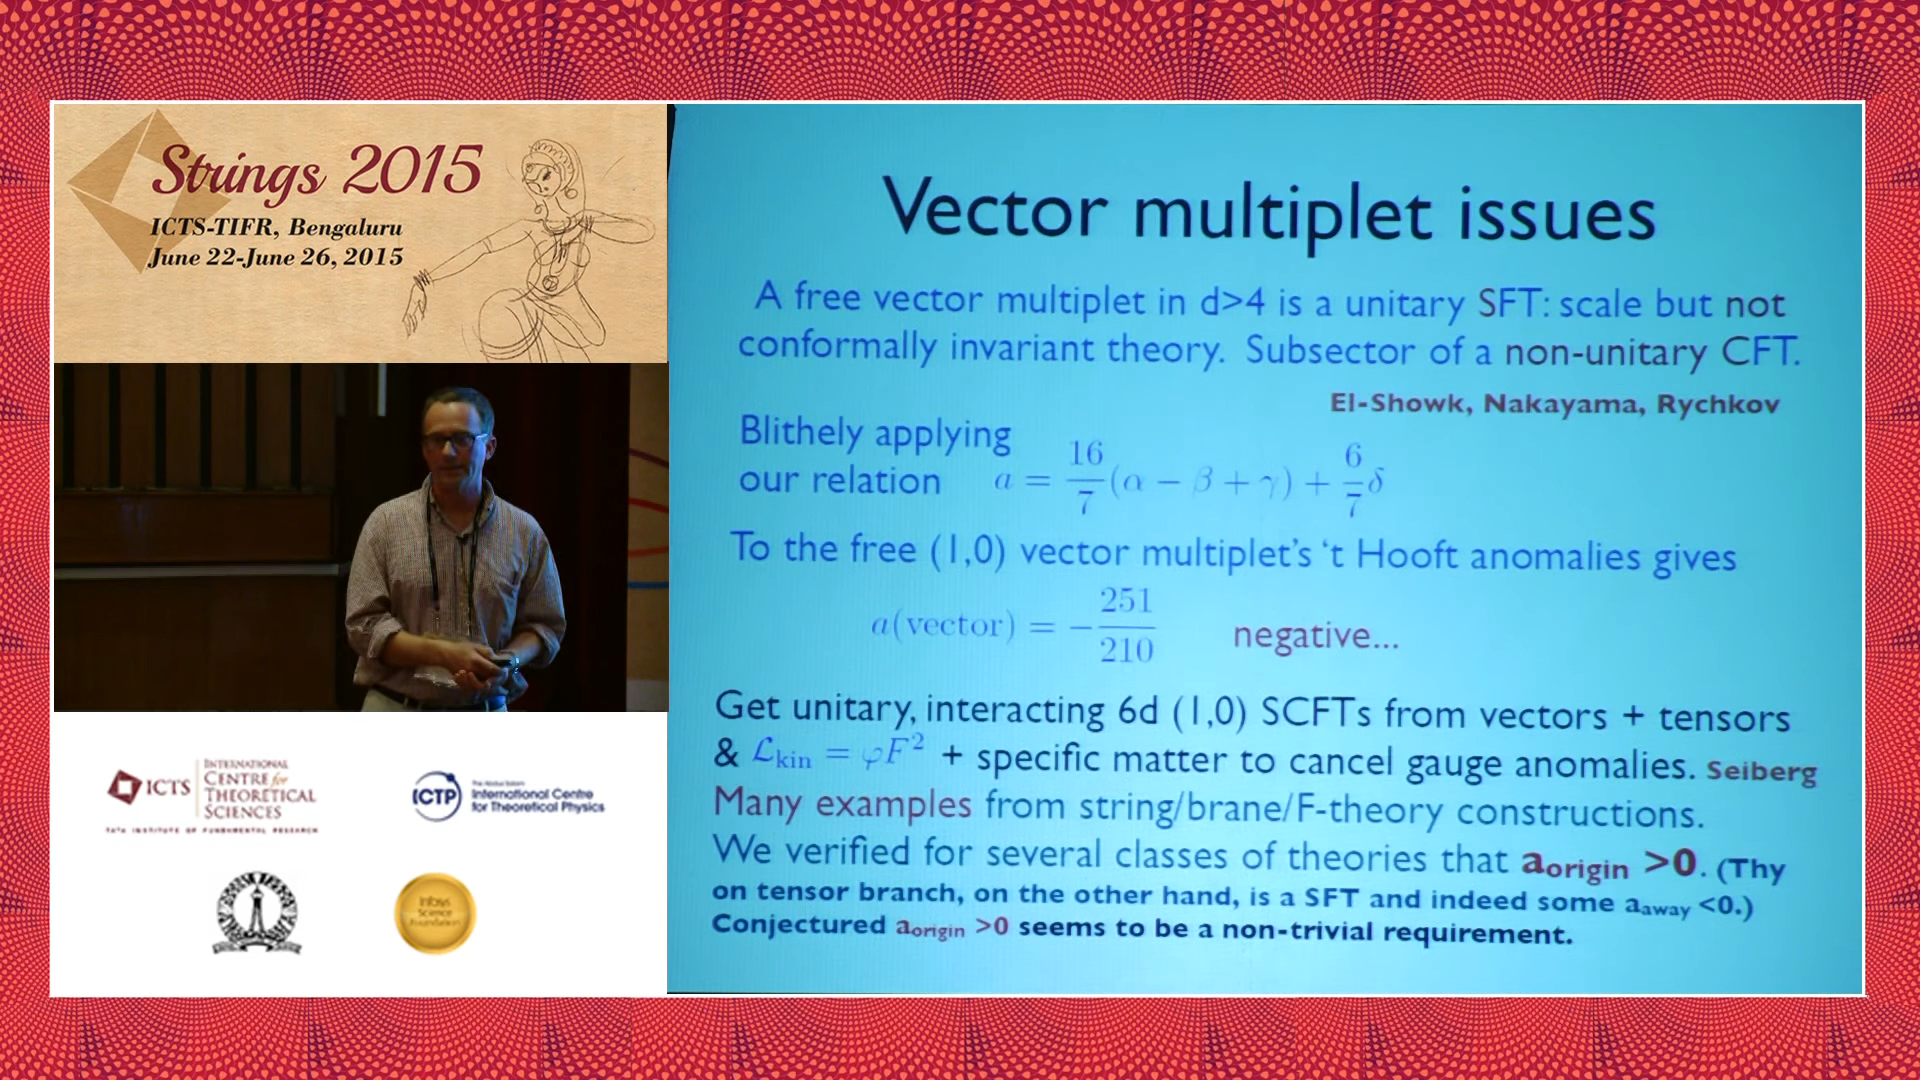 Strings 2015
ICTS-TIFR, Bengaluru
June 22-June 26, 2015
ICTS
INTERNATIONAL
CENTRE for
THEORETICAL
SCIENCES
TATA INSTITUTE OF FUNDAMENTAL RESEARCH
ICTP
International Centre
for Theoretical Physics
Infosys
Science
Foundation
Vector multiplet issues
A free vector multiplet in d>4 is a unitary SFT: scale but not
conformally invariant theory. Subsector of a non-unitary CFT.
El-Showk, Nakayama, Rychkov
Blithely applying
our relation a = 16/7 (α − β + γ) + 6/7 δ
To the free (1,0) vector multiplet's 't Hooft anomalies gives
a(vector) = − 251/210 negative...
Get unitary, interacting 6d (1,0) SCFTs from vectors + tensors
& ℒkin = φF² + specific matter to cancel gauge anomalies. Seiberg
Many examples from string/brane/F-theory constructions.
We verified for several classes of theories that aorigin >0. (Thy
on tensor branch, on the other hand, is a SFT and indeed some aaway <0.)
Conjectured aorigin >0 seems to be a non-trivial requirement.